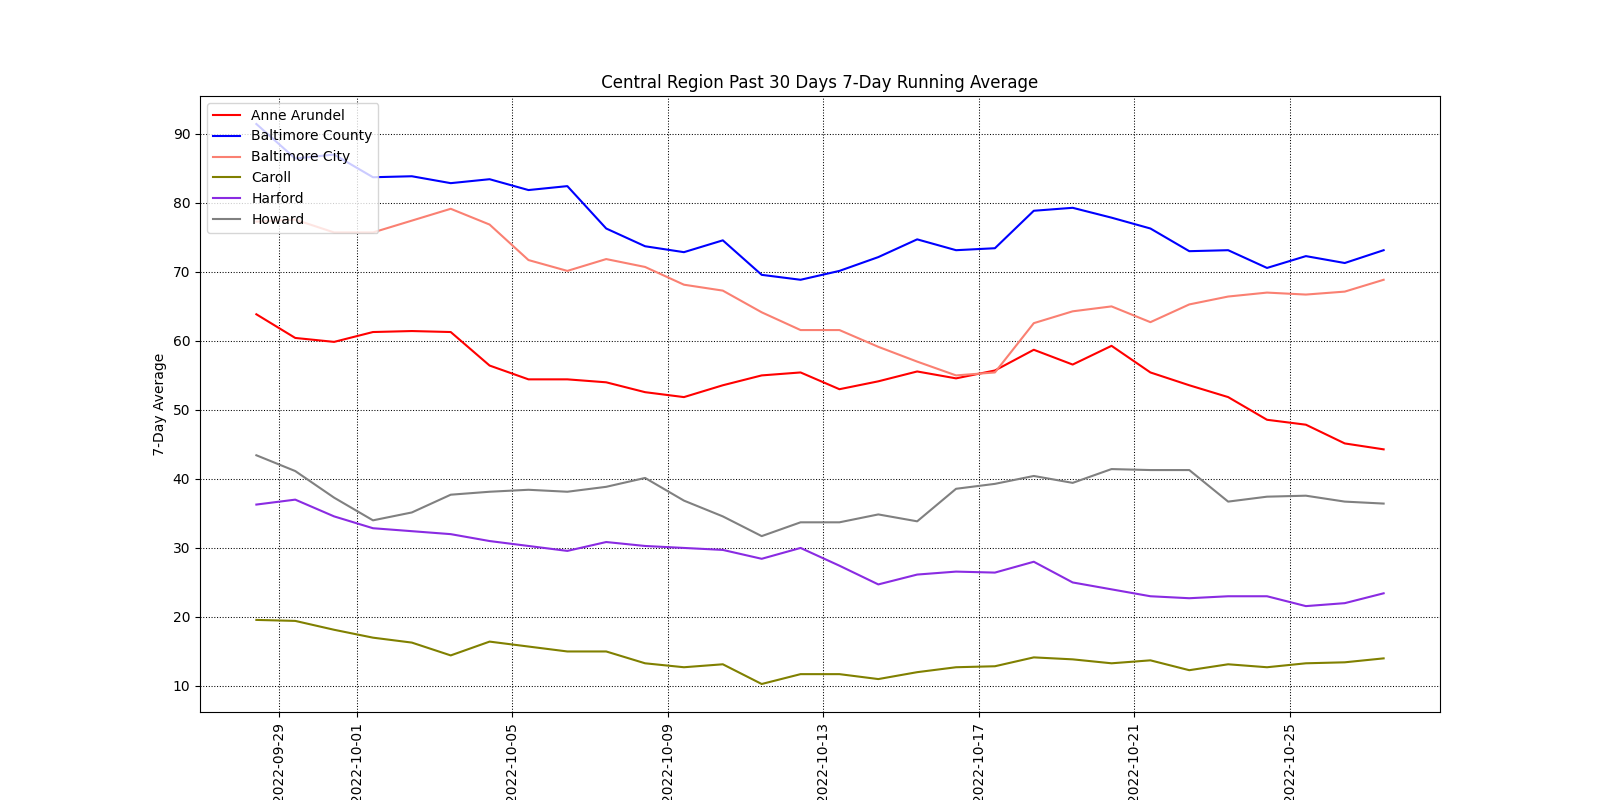 Central Region Past 30 Days 7-Day Running Average
Anne Arundel
Baltimore County
Baltimore City
Caroll
Harford
Howard
7-Day Average
90
80
70
60
50
40
30
20
10
2022-09-29
2022-10-01
2022-10-05
2022-10-09
2022-10-13
2022-10-17
2022-10-21
2022-10-25